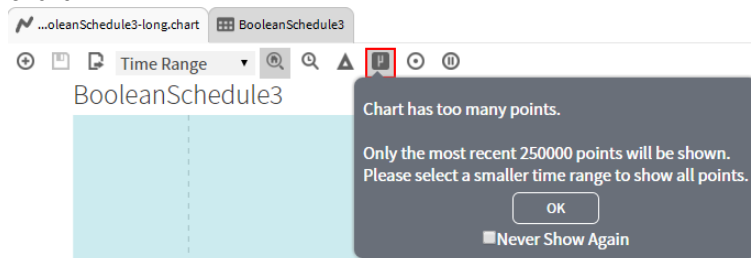 ...oleanSchedule3-long.chart BooleanSchedule3
Time Range
μ
BooleanSchedule3
Chart has too many points.
Only the most recent 250000 points will be shown.
Please select a smaller time range to show all points.
OK
Never Show Again